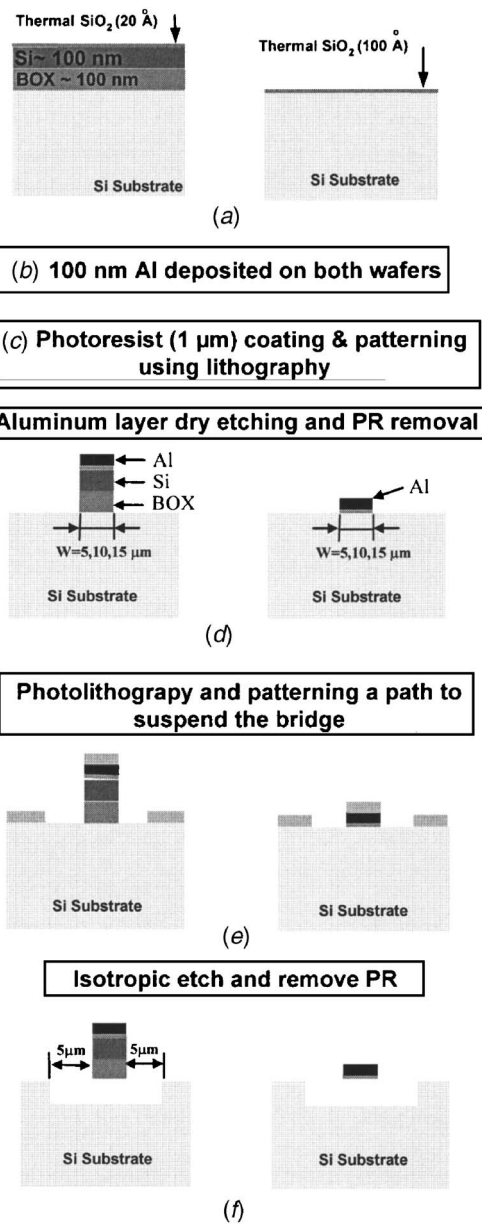 Thermal SiO₂ (20 Å)
Si~ 100 nm
BOX ~ 100 nm
Si Substrate
Thermal SiO₂ (100 Å)
Si Substrate
(a)
(b) 100 nm Al deposited on both wafers
(c) Photoresist (1 µm) coating & patterning
using lithography
Aluminum layer dry etching and PR removal
Al
Si
BOX
W=5,10,15 µm
Si Substrate
Al
W=5,10,15 µm
Si Substrate
(d)
Photolithograpy and patterning a path to
suspend the bridge
Si Substrate
Si Substrate
(e)
Isotropic etch and remove PR
5µm
5µm
Si Substrate
Si Substrate
(f)